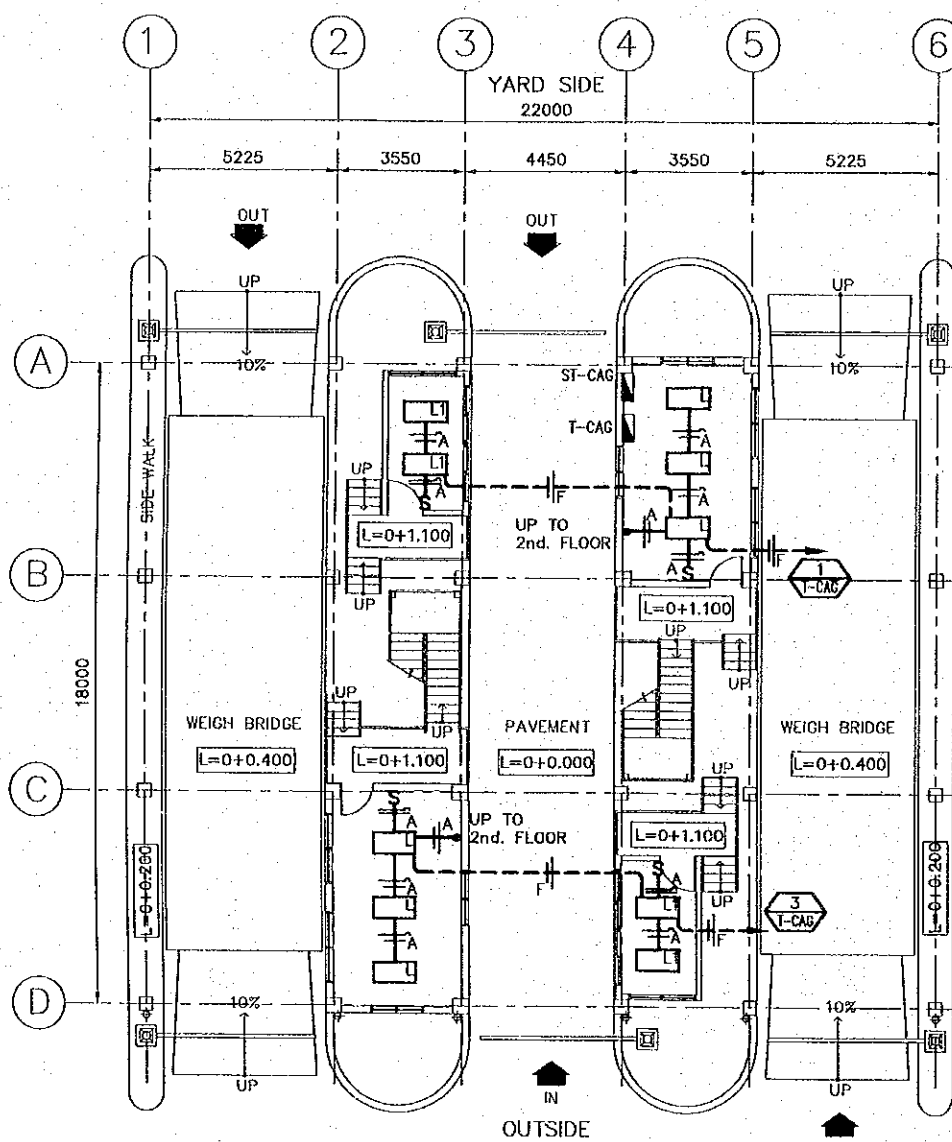 1 2 3 4 5 6
YARD SIDE
22000
5225 3550 4450 3550 5225
OUT OUT
UP UP
A
10% 10%
ST-CAG
T-CAG
SIDE WALK
L1
A
L1
A
S
UP
F
L
A
L
A
A
L
F
A S
UP TO
2nd. FLOOR
L=0+1.100
B
UP
1
T-CAG
L=0+1.100
UP
UP
18000
UP
UP
WEIGH BRIDGE PAVEMENT WEIGH BRIDGE
L=0+0.400 L=0+1.100 L=0+0.000 L=0+0.400
C
UP
S
A
A
L
UP TO
2nd. FLOOR
L=0+1.100
A
L
A
L
F
S
A
UP
A
F
3
T-CAG
L=0+0.200 L=0+0.200
D
10% 10%
UP UP
IN
OUTSIDE